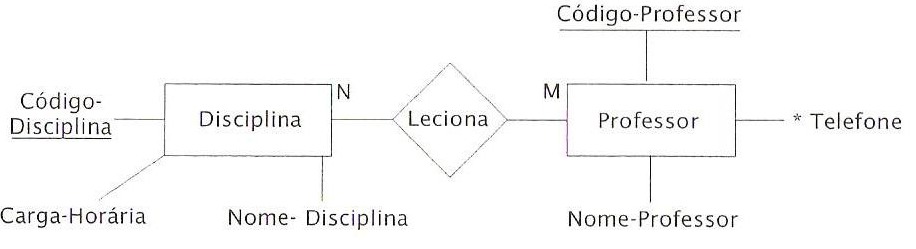 Código-Professor
Código-
Disciplina
N
M
Disciplina
Leciona
Professor
* Telefone
Carga-Horária
Nome- Disciplina
Nome-Professor